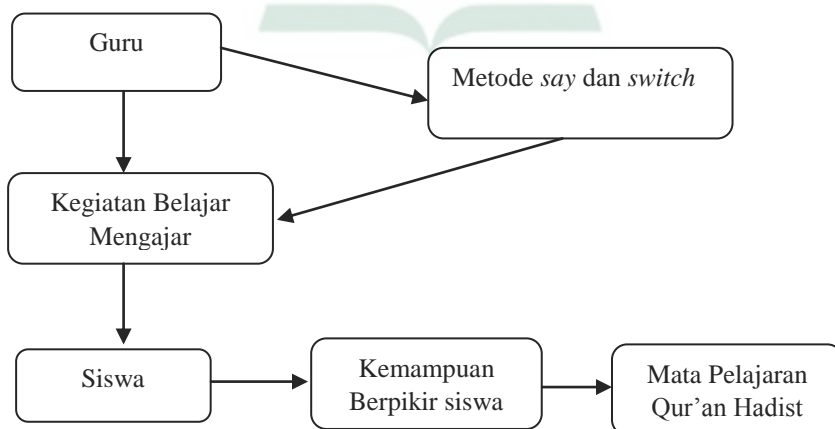 Guru
Metode say dan switch
Kegiatan Belajar
Mengajar
Siswa
Kemampuan
Berpikir siswa
Mata Pelajaran
Qur'an Hadist